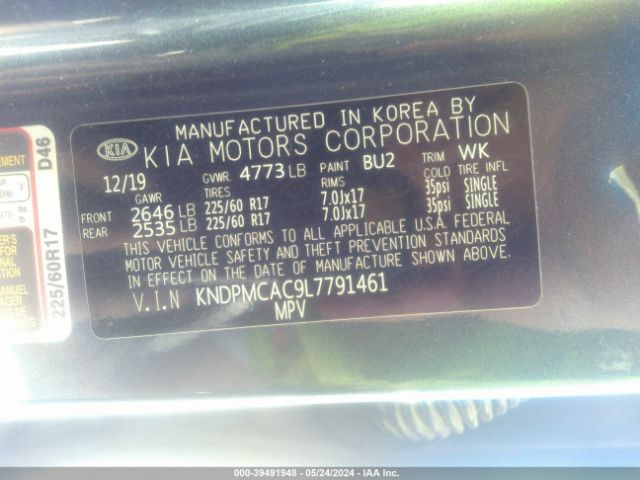 MANUFACTURED IN KOREA BY
KIA KIA MOTORS CORPORATION
12/19 GVWR 4773 LB PAINT BU2 TRIM WK
GAWR TIRES RIMS COLD TIRE INFL
FRONT 2646 LB 225/60 R17 7.0Jx17 35psi SINGLE
REAR 2535 LB 225/60 R17 7.0Jx17 35psi SINGLE
THIS VEHICLE CONFORMS TO ALL APPLICABLE U.S.A. FEDERAL
MOTOR VEHICLE SAFETY AND THEFT PREVENTION STANDARDS
IN EFFECT ON THE DATE OF MANUFACTURE SHOWN ABOVE.
V.I.N KNDPMCAC9L7791461
MPV
225/60R17 D46
000-39491948 - 05/24/2024 - IAAI.com